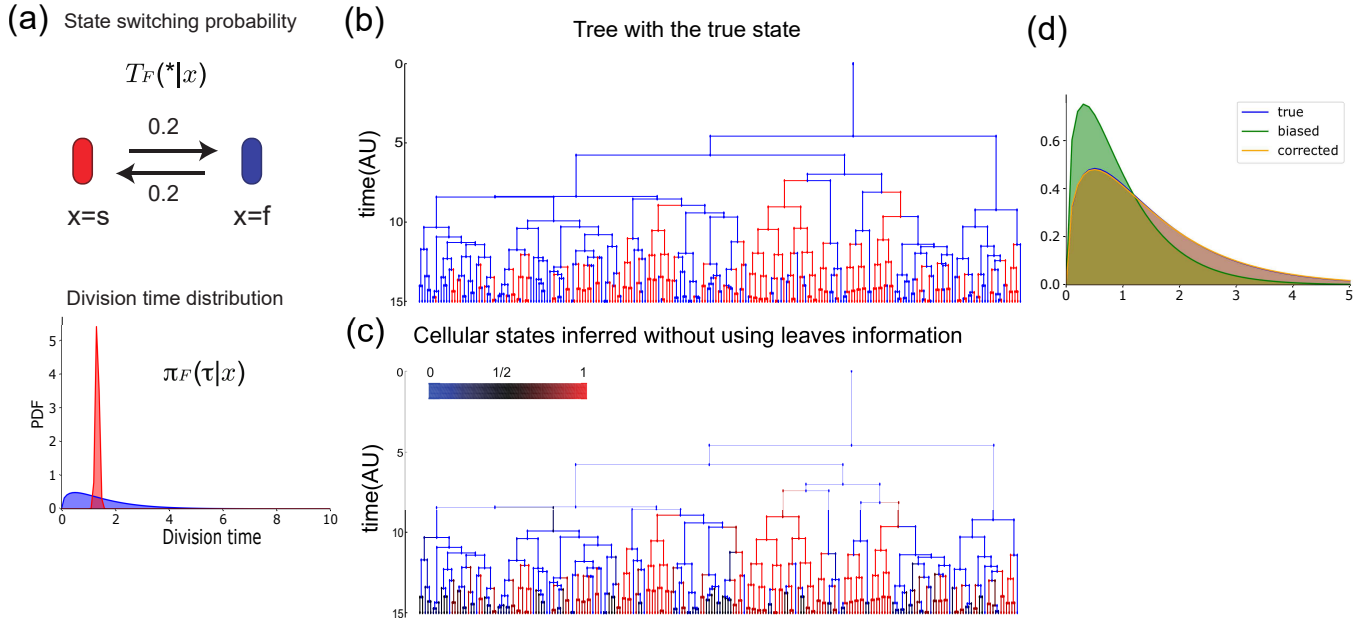 (a) State switching probability
T_F(*|x)
0.2
0.2
x=s x=f
Division time distribution
π_F(τ|x)
PDF
5
4
3
2
1
0
0 2 4 6 8 10
Division time
(b) Tree with the true state
time(AU)
0
5
10
15
(c) Cellular states inferred without using leaves information
0 1/2 1
time(AU)
0
5
10
15
(d)
true
biased
corrected
0.6
0.4
0.2
0.0
0 1 2 3 4 5